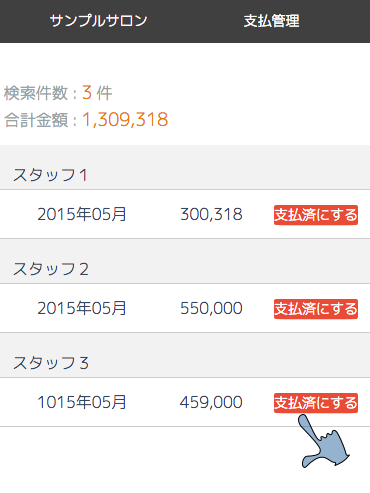 サンプルサロン 支払管理
検索件数 : 3 件
合計金額 : 1,309,318
スタッフ１
2015年05月 300,318 支払済にする
スタッフ２
2015年05月 550,000 支払済にする
スタッフ３
1015年05月 459,000 支払済にする